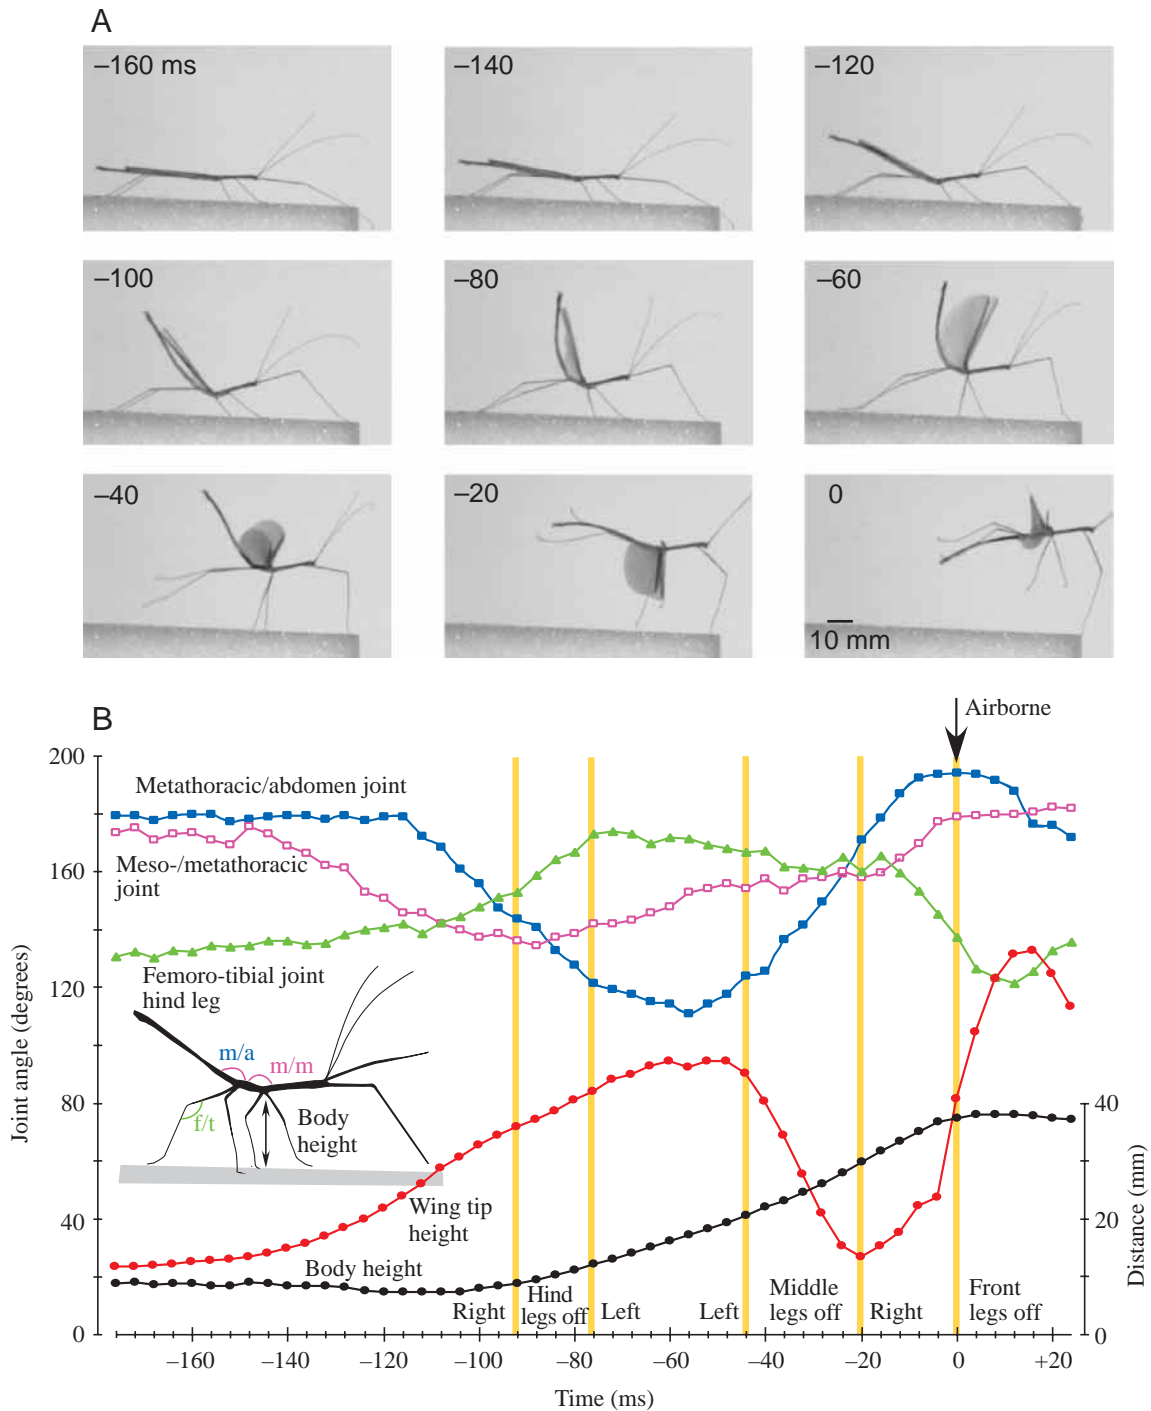 A
–160 ms
–140
–120
–100
–80
–60
–40
–20
0
10 mm
B
Airborne
200
160
120
80
40
0
Joint angle (degrees)
Metathoracic/abdomen joint
Meso-/metathoracic
joint
Femoro-tibial joint
hind leg
m/a
m/m
f/t
Body
height
Wing tip
height
Body height
Right
Hind
legs off
Left
Left
Middle
legs off
Right
Front
legs off
40
20
0
Distance (mm)
–160
–140
–120
–100
–80
–60
–40
–20
0
+20
Time (ms)